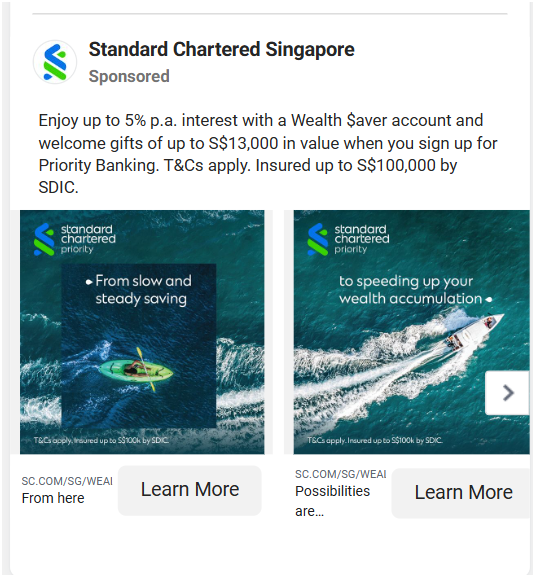 Standard Chartered Singapore
Sponsored
Enjoy up to 5% p.a. interest with a Wealth $aver account and
welcome gifts of up to S$13,000 in value when you sign up for
Priority Banking. T&Cs apply. Insured up to S$100,000 by
SDIC.
standard
chartered
priority
From slow and
steady saving
T&Cs apply. Insured up to S$100k by SDIC.
SC.COM/SG/WEAI
From here
Learn More
standard
chartered
priority
to speeding up your
wealth accumulation
T&Cs apply. Insured up to S$100k by SDIC.
SC.COM/SG/WEAI
Possibilities
are…
Learn More